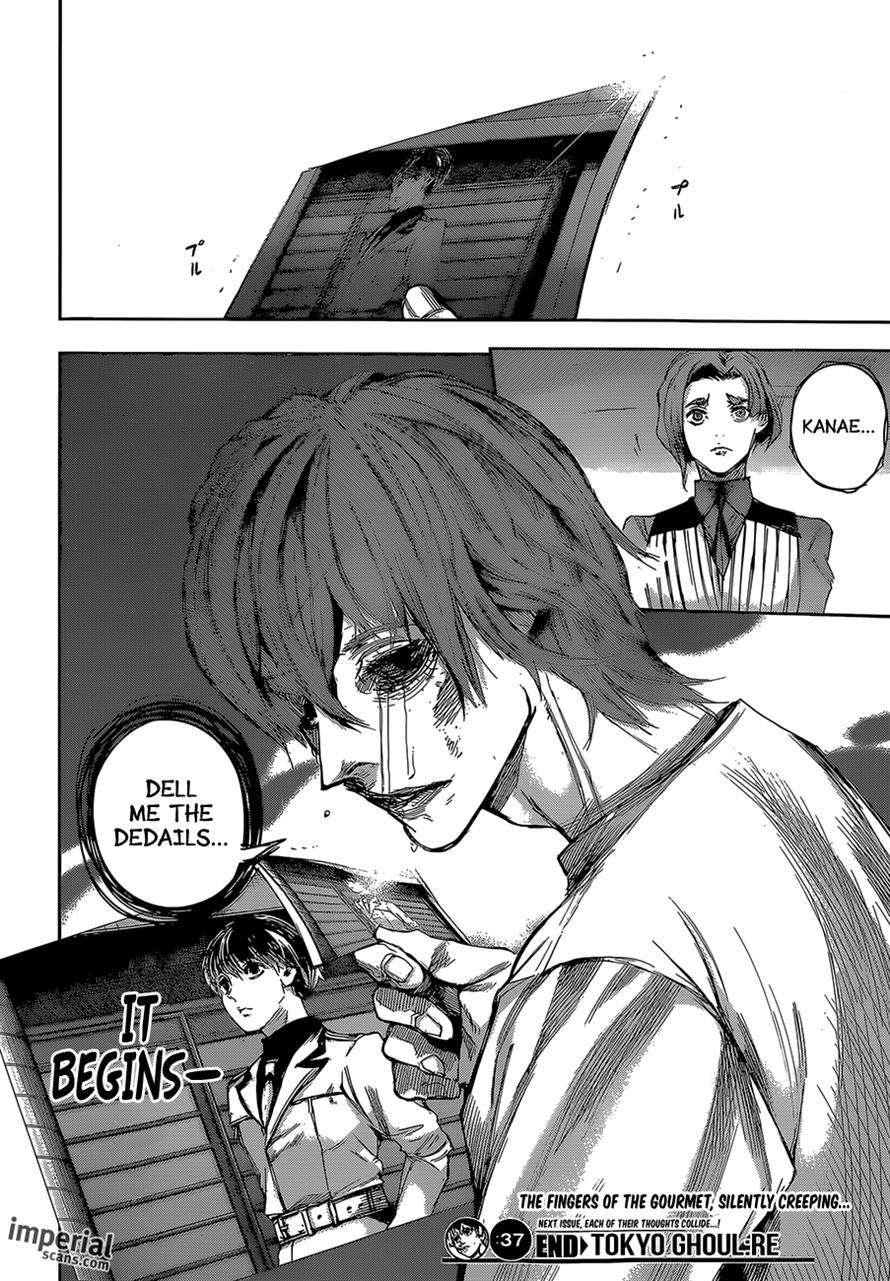 プル
プル
KANAE...
DELL
ME THE
DEDAILS...
IT
BEGINS—
THE FINGERS OF THE GOURMET, SILENTLY CREEPING...
NEXT ISSUE, EACH OF THEIR THOUGHTS COLLIDE...!
:37
END▶TOKYO GHOUL:RE
imperial
scans.com